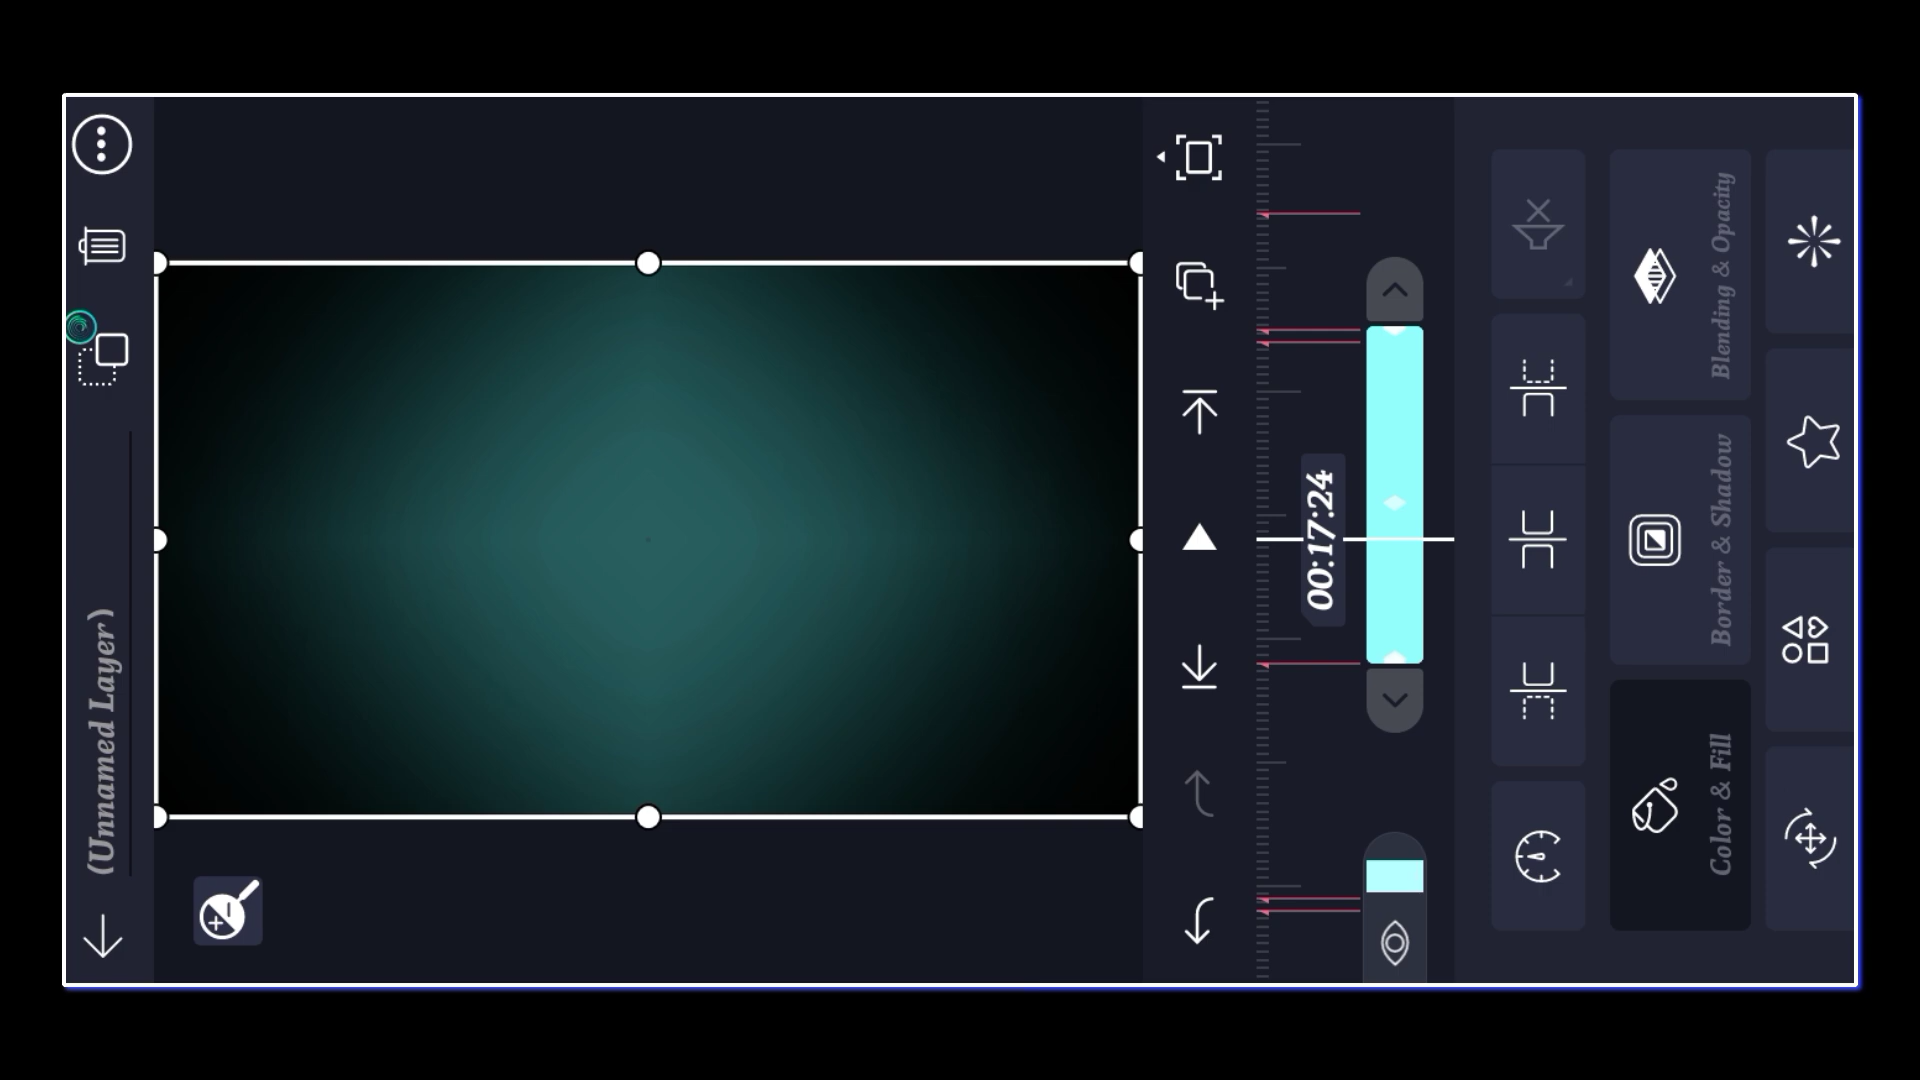 (Unnamed Layer)
00:17:24
Color & Fill
Border & Shadow
Blending & Opacity